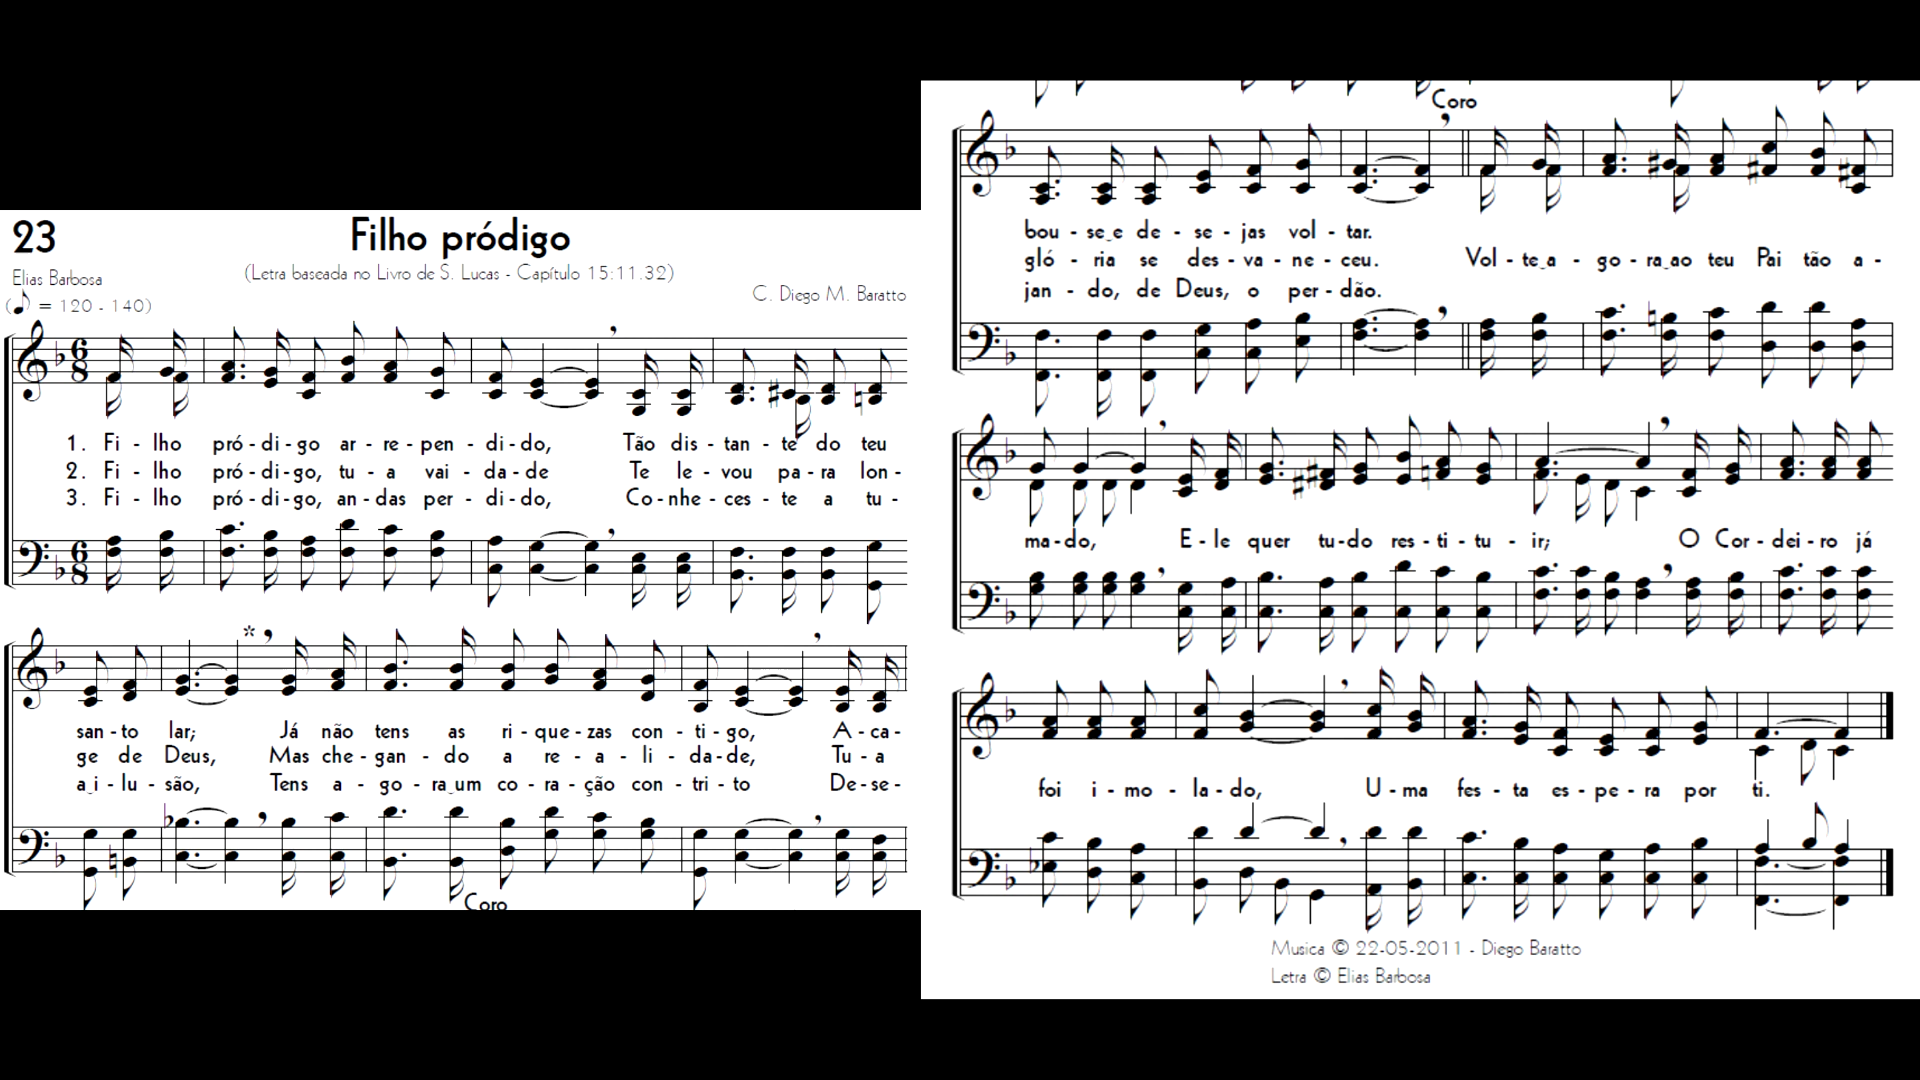 23
Filho pródigo
(Letra baseada no Livro de S. Lucas - Capítulo 15:11.32)
Elias Barbosa
C. Diego M. Baratto
(♪ = 120 - 140)
1. Fi - lho pró - di - go ar - re - pen - di - do, Tão dis - tan - te do teu
2. Fi - lho pró - di - go, tu - a vai - da - de Te le - vou pa - ra lon -
3. Fi - lho pró - di - go, an - das per - di - do, Co - nhe - ces - te a tu -
san - to lar; Já não tens as ri - que - zas con - ti - go, A - ca -
ge de Deus, Mas che - gan - do a re - a - li - da - de, Tu - a
a‿i - lu - são, Tens a - go - ra‿um co - ra - ção con - tri - to De - se -
Coro
Coro
bou - se‿e de - se - jas vol - tar.
gló - ria se des - va - ne - ceu. Vol - te‿a - go - ra‿ao teu Pai tão a -
jan - do, de Deus, o per - dão.
ma - do, E - le quer tu - do res - ti - tu - ir; O Cor - dei - ro já
foi i - mo - la - do, U - ma fes - ta es - pe - ra por ti.
Musica © 22-05-2011 - Diego Baratto
Letra © Elias Barbosa